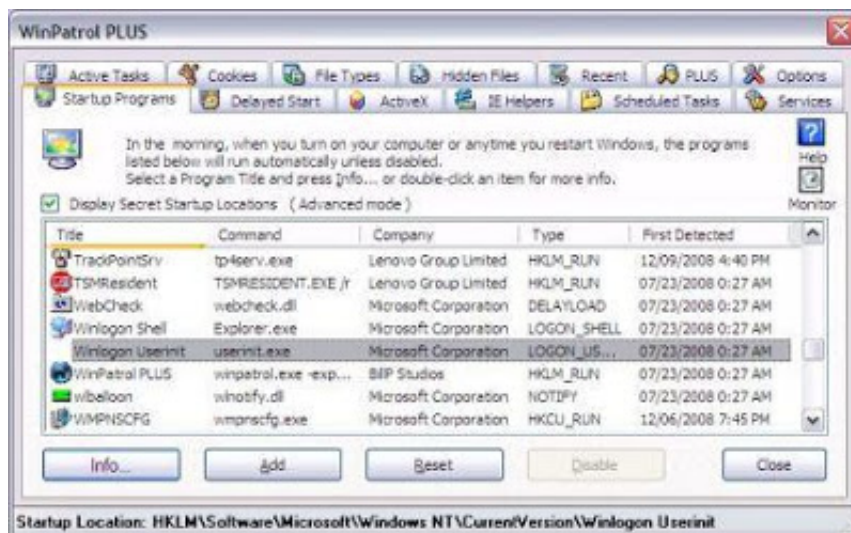 WinPatrol PLUS
Active Tasks Cookies File Types Hidden Files Recent PLUS Options
Startup Programs Delayed Start ActiveX IE Helpers Scheduled Tasks Services
In the morning, when you turn on your computer or anytime you restart Windows, the programs
listed below will run automatically unless disabled.
Select a Program Title and press Info... or double-click an item for more info.
Help
Display Secret Startup Locations ( Advanced mode )
Monitor
Title Command Company Type First Detected
TrackPointSrv tp4serv.exe Lenovo Group Limited HKLM_RUN 12/09/2008 4:40 PM
TSMResident TSMRESIDENT.EXE /r Lenovo Group Limited HKLM_RUN 07/23/2008 0:27 AM
WebCheck webcheck.dll Microsoft Corporation DELAYLOAD 07/23/2008 0:27 AM
Winlogon Shell Explorer.exe Microsoft Corporation LOGON_SHELL 07/23/2008 0:27 AM
Winlogon Userinit userinit.exe Microsoft Corporation LOGON_US... 07/23/2008 0:27 AM
WinPatrol PLUS winpatrol.exe -exp... BillP Studios HKLM_RUN 07/23/2008 0:27 AM
wlballoon wlnotify.dll Microsoft Corporation NOTIFY 07/23/2008 0:27 AM
WMPNSCFG wmpnscfg.exe Microsoft Corporation HKCU_RUN 12/06/2008 7:45 PM
Info... Add Reset Disable Close
Startup Location: HKLM\Software\Microsoft\Windows NT\CurrentVersion\Winlogon Userinit